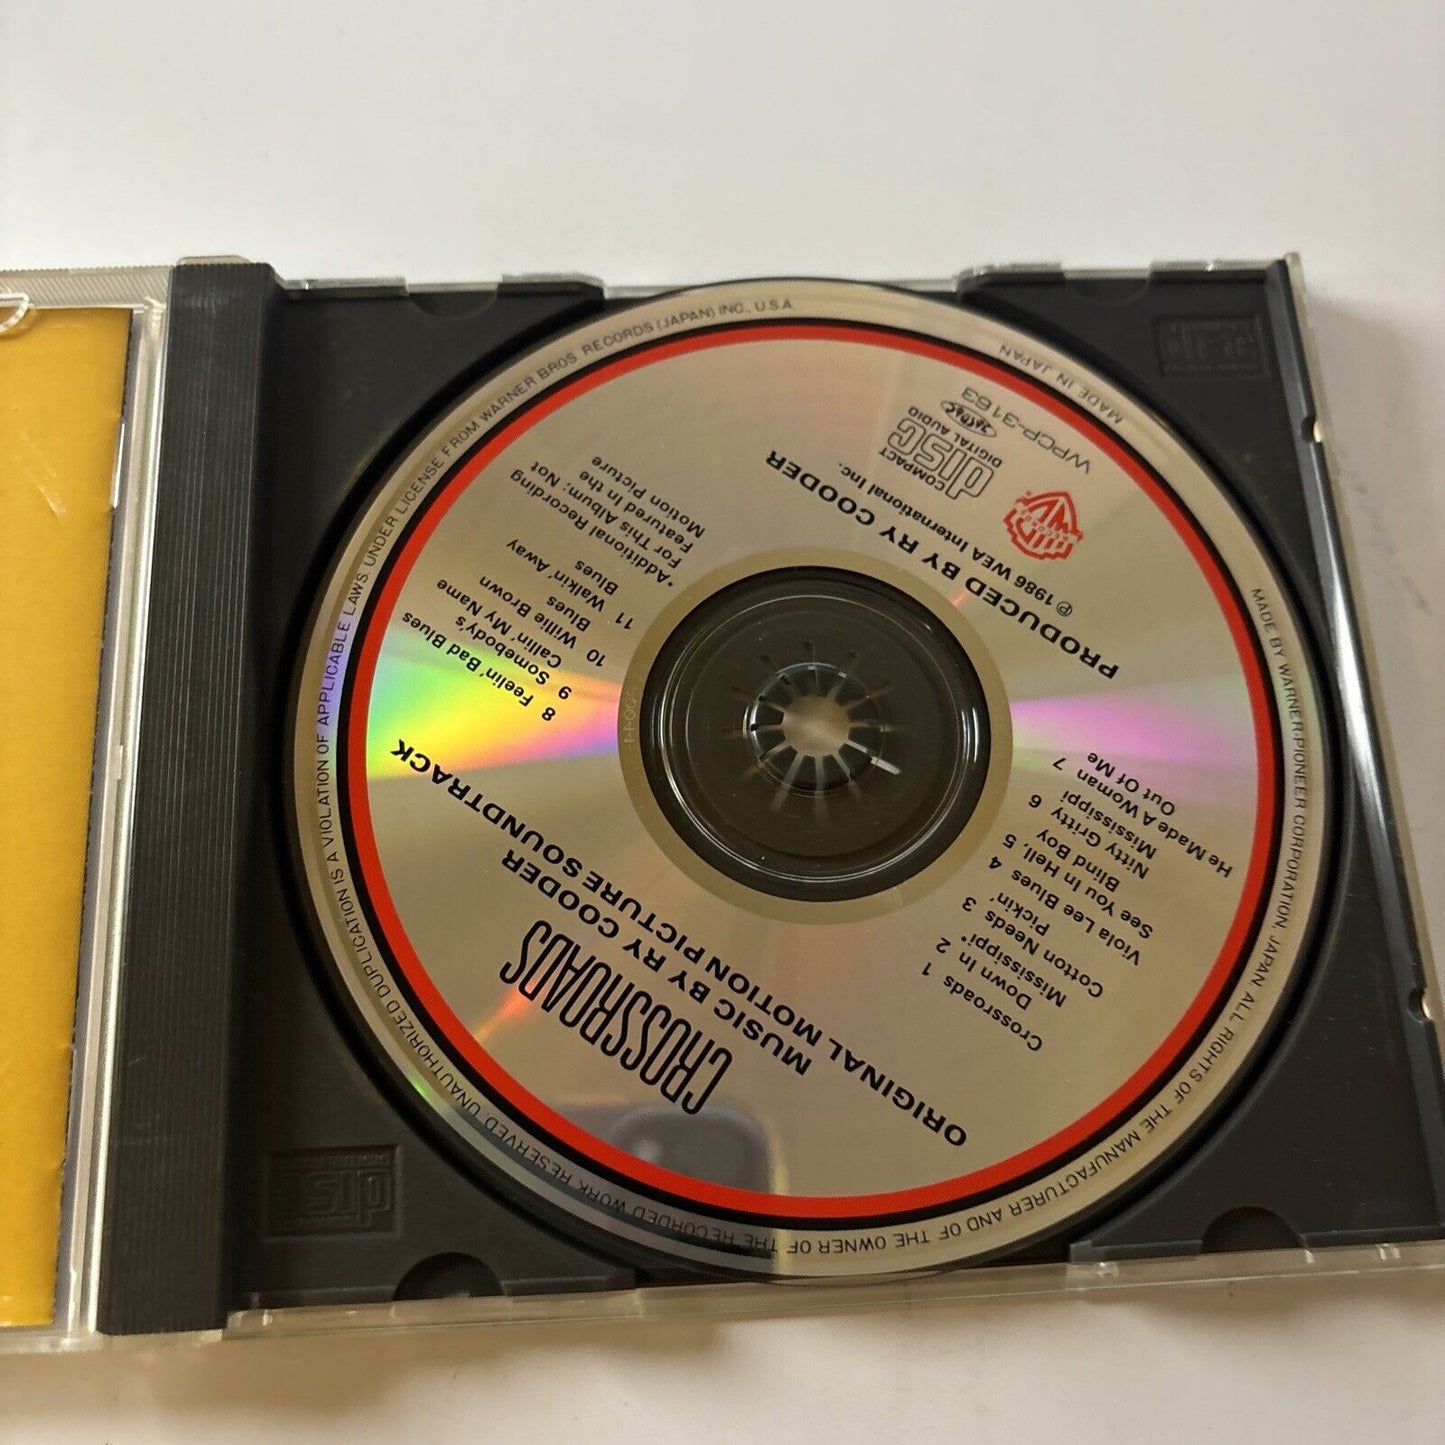 CROSSROADS
MUSIC BY RY COODER
ORIGINAL MOTION PICTURE SOUNDTRACK
Crossroads 1
Down In 2
Mississippi*
Cotton Needs 3
Pickin'
Viola Lee Blues 4
See You In Hell, 5
Blind Boy
Nitty Gritty 6
Mississippi
He Made A Woman 7
Out Of Me
8 Feelin' Bad Blues
9 Somebody's
Callin' My Name
10 Willie Brown
Blues
11 Walkin' Away
Blues
*Additional Recording
For This Album; Not
Featured In the
Motion Picture
PRODUCED BY RY COODER
℗ 1986 WEA International Inc.
COMPACT
disc
DIGITAL AUDIO
WPCP-3163
MADE IN JAPAN
MADE BY WARNER-PIONEER CORPORATION, JAPAN ALL RIGHTS OF THE MANUFACTURER AND OF THE OWNER OF THE RECORDED WORK RESERVED UNAUTHORIZED DUPLICATION IS A VIOLATION OF APPLICABLE LAWS. UNDER LICENSE FROM WARNER BROS. RECORDS (JAPAN) INC., U.S.A.
disc